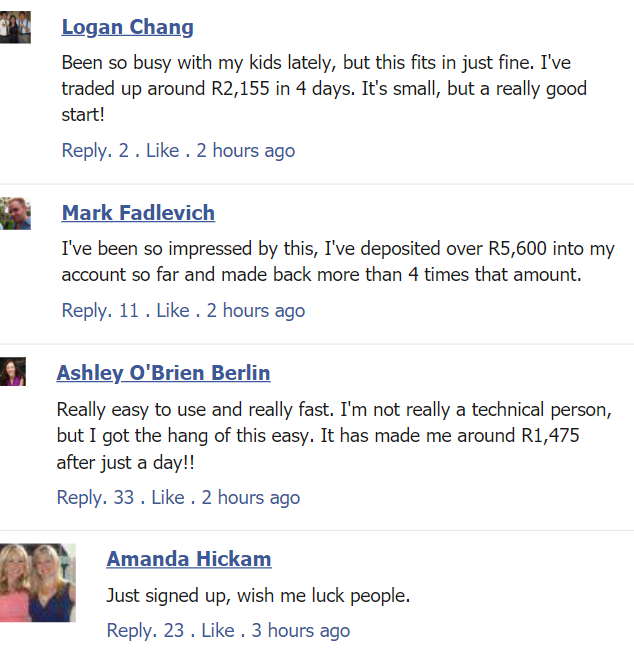 Logan Chang
Been so busy with my kids lately, but this fits in just fine. I've
traded up around R2,155 in 4 days. It's small, but a really good
start!
Reply. 2 . Like . 2 hours ago
Mark Fadlevich
I've been so impressed by this, I've deposited over R5,600 into my
account so far and made back more than 4 times that amount.
Reply. 11 . Like . 2 hours ago
Ashley O'Brien Berlin
Really easy to use and really fast. I'm not really a technical person,
but I got the hang of this easy. It has made me around R1,475
after just a day!!
Reply. 33 . Like . 2 hours ago
Amanda Hickam
Just signed up, wish me luck people.
Reply. 23 . Like . 3 hours ago